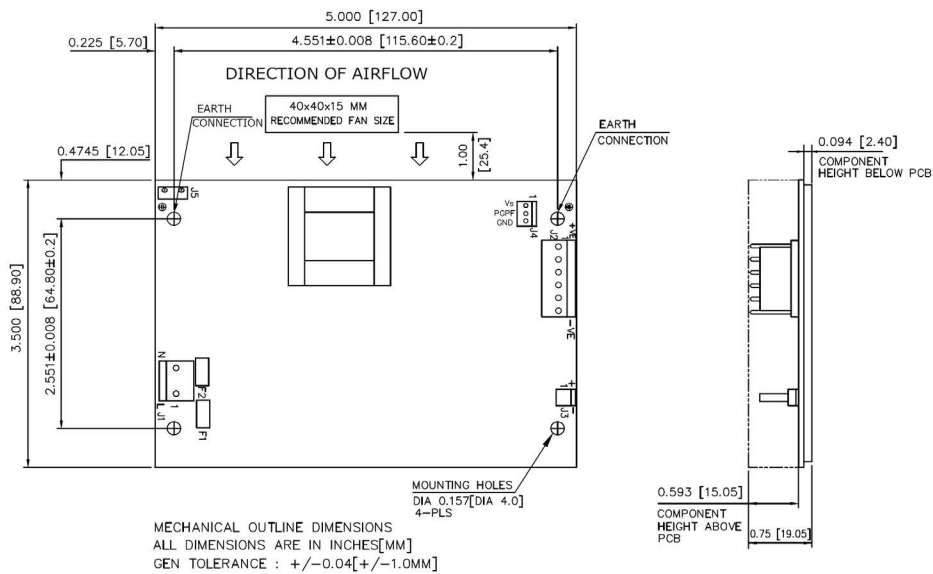 5.000 [127.00]
0.225 [5.70]
4.551±0.008 [115.60±0.2]
DIRECTION OF AIRFLOW
EARTH
CONNECTION
40x40x15 MM
RECOMMENDED FAN SIZE
EARTH
CONNECTION
1.00
[25.4]
0.4745 [12.05]
0.094 [2.40]
COMPONENT
HEIGHT BELOW PCB
J5
Vs
PGPF
GND
1
J4
+VE
J2
1
-VE
3.500 [88.90]
2.551±0.008 [64.80±0.2]
N
L
1
J1
F2
F1
+
1
-
J3
MOUNTING HOLES
DIA 0.157[DIA 4.0]
4-PLS
0.593 [15.05]
COMPONENT
HEIGHT ABOVE
PCB
0.75 [19.05]
MECHANICAL OUTLINE DIMENSIONS
ALL DIMENSIONS ARE IN INCHES[MM]
GEN TOLERANCE : +/-0.04[+/-1.0MM]